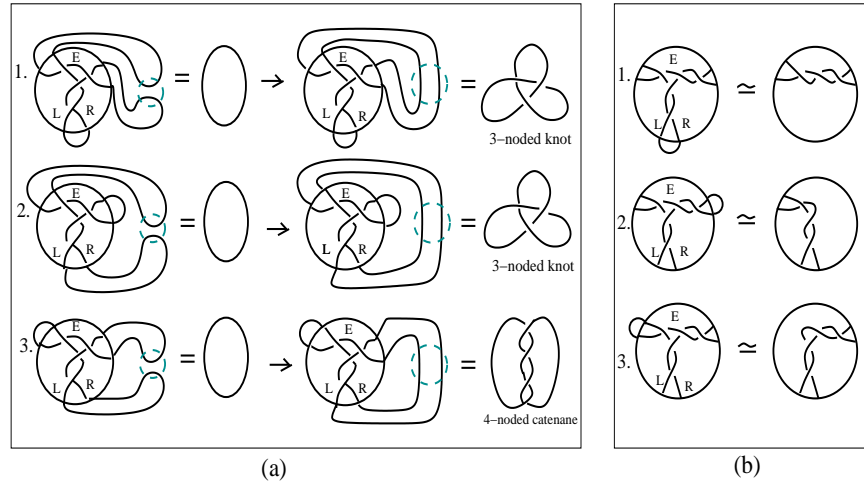 1.
E
L
R
=
→
=
3–noded knot
2.
E
L
R
=
→
E
L
R
=
3–noded knot
3.
E
L
R
=
→
E
L
R
=
4–noded catenane
(a)
1.
E
L
R
≃
2.
E
L
R
≃
3.
E
L
R
≃
(b)